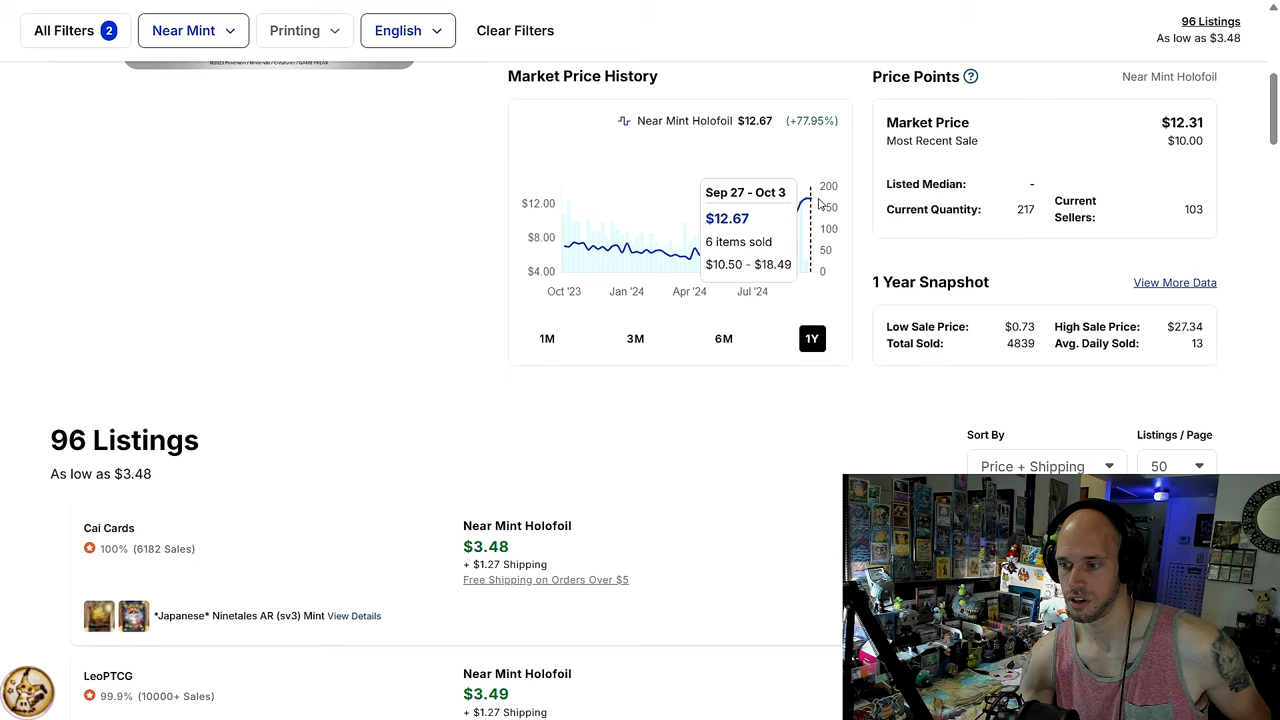 All Filters 2 Near Mint Printing English Clear Filters
96 Listings
As low as $3.48
©2023 Pokémon / Nintendo / Creatures / GAME FREAK
Market Price History
Near Mint Holofoil $12.67 (+77.95%)
Sep 27 - Oct 3
$12.67
6 items sold
$10.50 - $18.49
$12.00
$8.00
$4.00
200
50
100
50
0
Oct '23 Jan '24 Apr '24 Jul '24
1M 3M 6M 1Y
Price Points ? Near Mint Holofoil
Market Price $12.31
Most Recent Sale $10.00
Listed Median: -
Current Quantity: 217
Current Sellers: 103
1 Year Snapshot View More Data
Low Sale Price: $0.73 High Sale Price: $27.34
Total Sold: 4839 Avg. Daily Sold: 13
96 Listings
As low as $3.48
Sort By Listings / Page
Price + Shipping 50
Cai Cards
100% (6182 Sales)
Near Mint Holofoil
$3.48
+ $1.27 Shipping
Free Shipping on Orders Over $5
*Japanese* Ninetales AR (sv3) Mint View Details
LeoPTCG
99.9% (10000+ Sales)
Near Mint Holofoil
$3.49
+ $1.27 Shipping